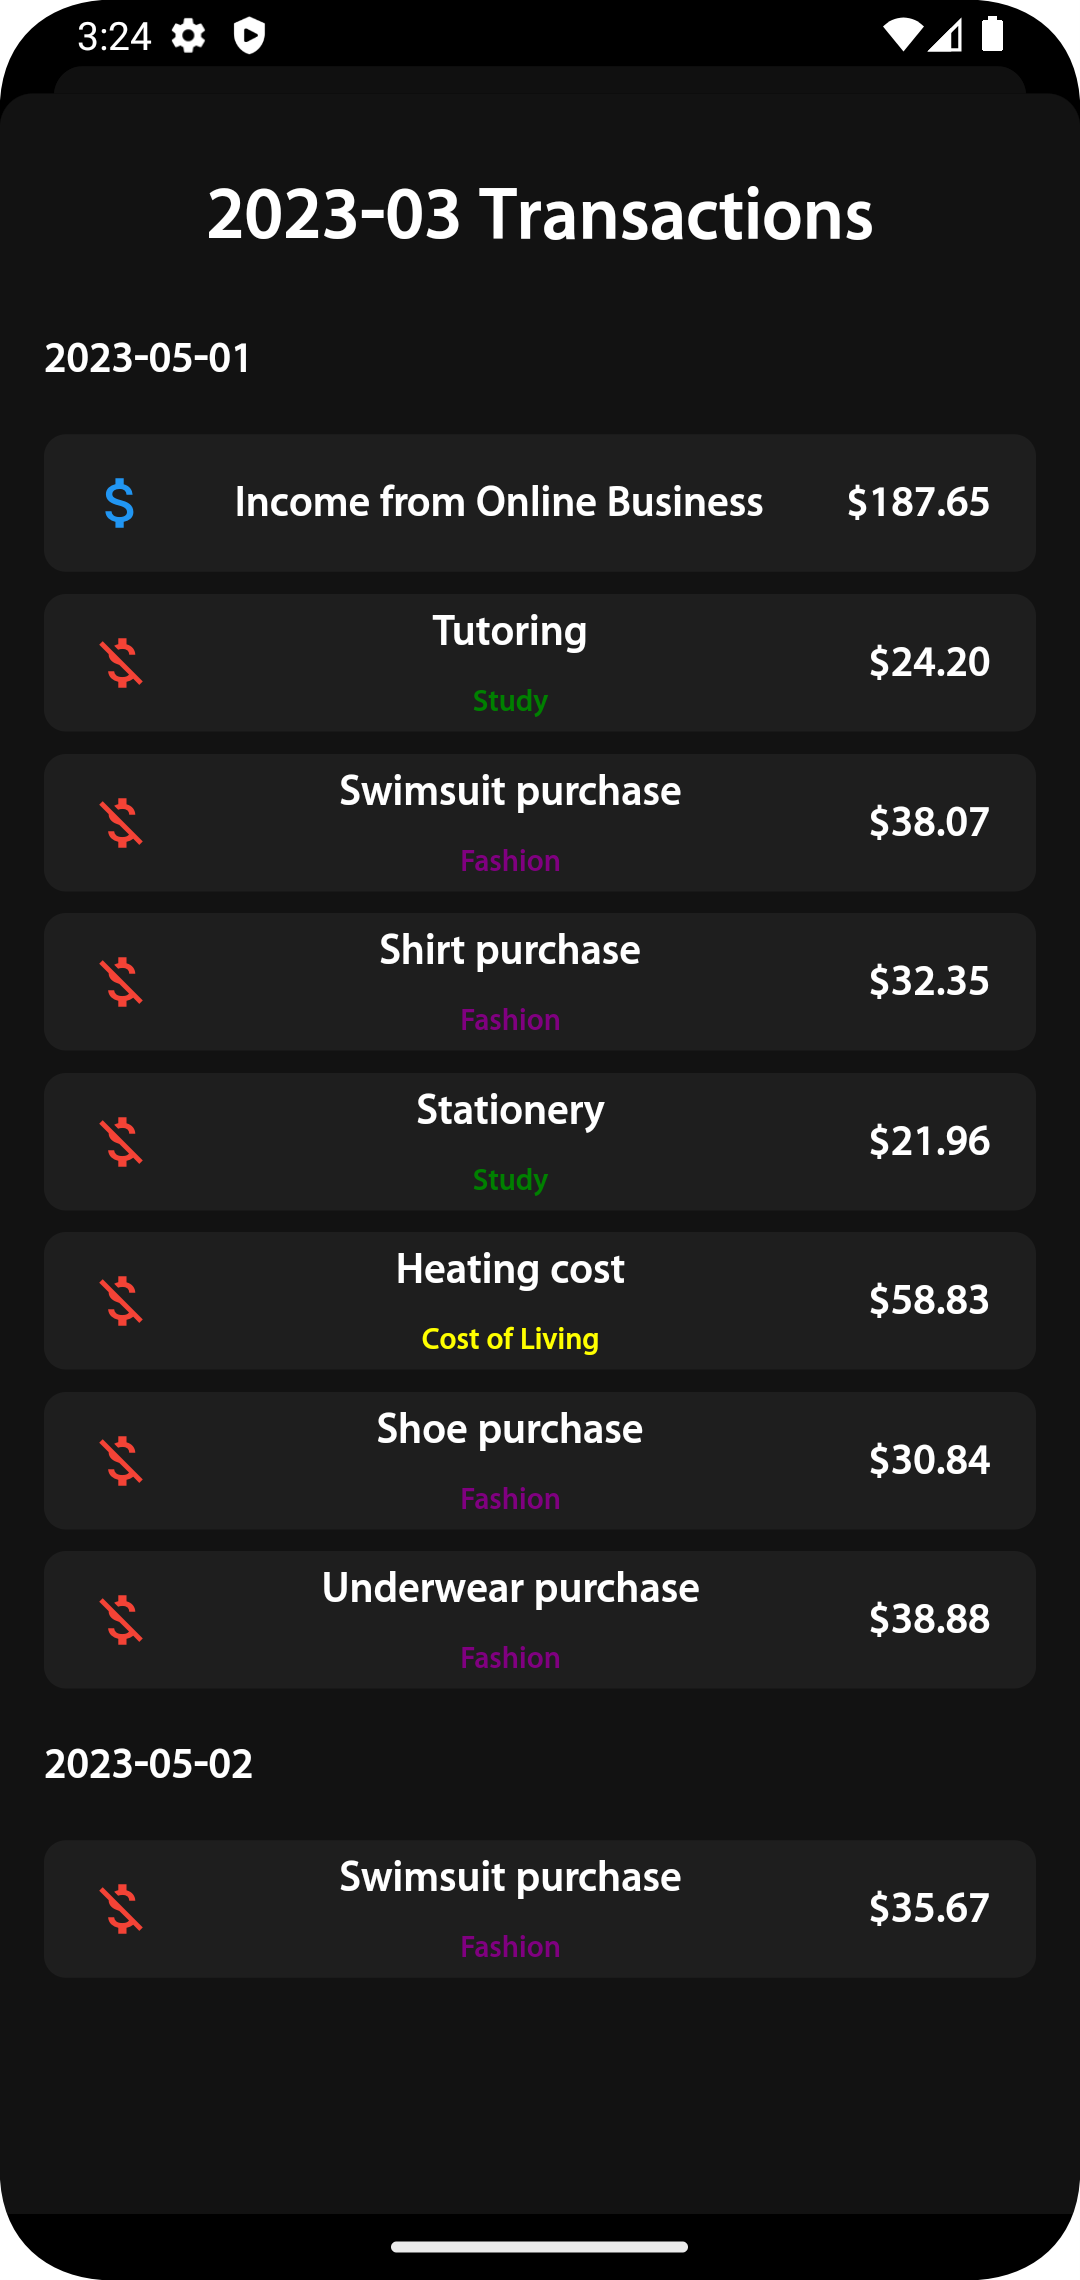 3:24
2023-03 Transactions
2023-05-01
Income from Online Business $187.65
Tutoring
$24.20
Study
Swimsuit purchase
$38.07
Fashion
Shirt purchase
$32.35
Fashion
Stationery
$21.96
Study
Heating cost
$58.83
Cost of Living
Shoe purchase
$30.84
Fashion
Underwear purchase
$38.88
Fashion
2023-05-02
Swimsuit purchase
$35.67
Fashion